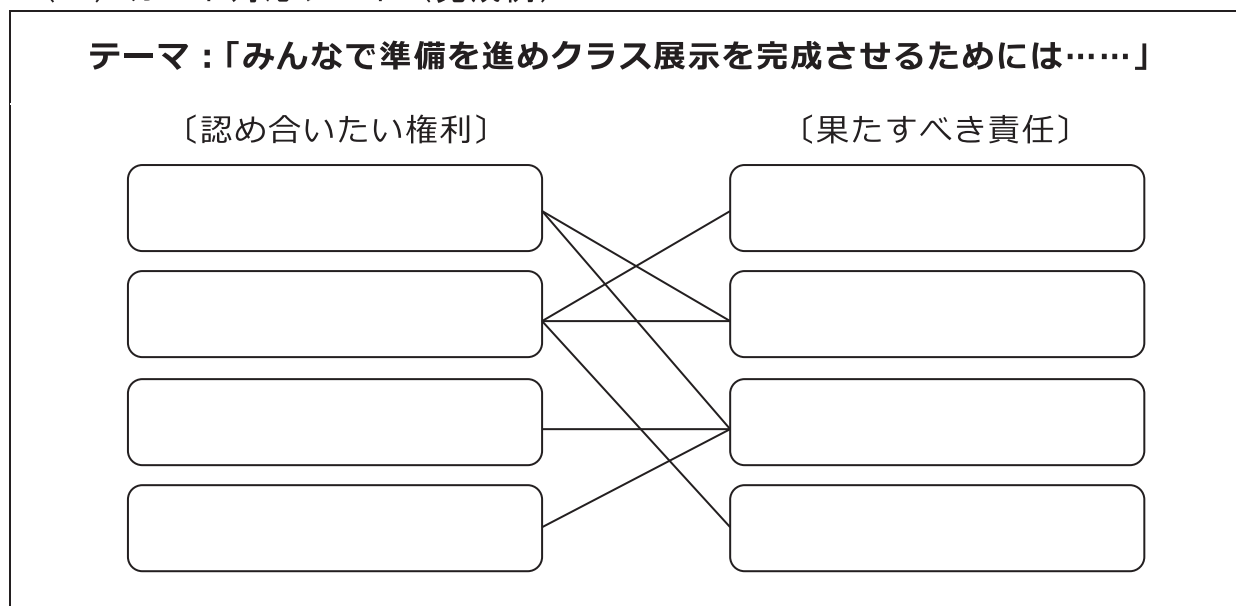 テーマ：「みんなで準備を進めクラス展示を完成させるためには……」
〔認め合いたい権利〕
〔果たすべき責任〕